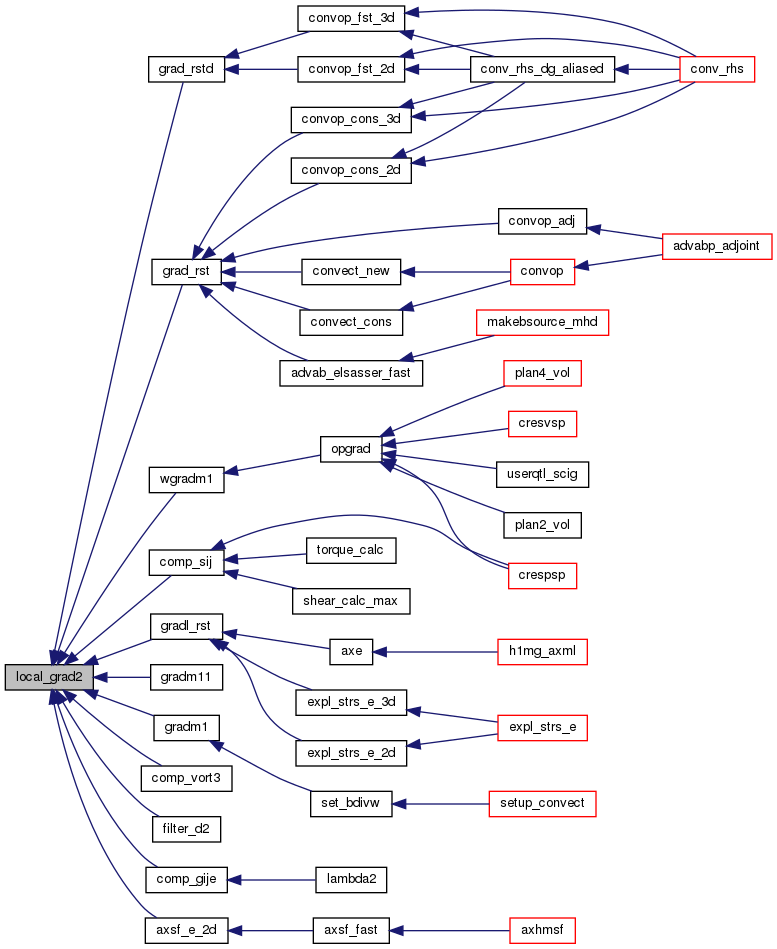 convop_fst_3d
grad_rstd
convop_fst_2d
conv_rhs_dg_aliased
conv_rhs
convop_cons_3d
convop_cons_2d
convop_adj
advabp_adjoint
grad_rst
convect_new
convop
convect_cons
makebsource_mhd
advab_elsasser_fast
plan4_vol
cresvsp
opgrad
userqtl_scig
wgradm1
plan2_vol
torque_calc
comp_sij
crespsp
shear_calc_max
gradl_rst
axe
h1mg_axml
local_grad2
gradm11
expl_strs_e_3d
gradm1
expl_strs_e
expl_strs_e_2d
comp_vort3
set_bdivw
setup_convect
filter_d2
comp_gije
lambda2
axsf_e_2d
axsf_fast
axhmsf